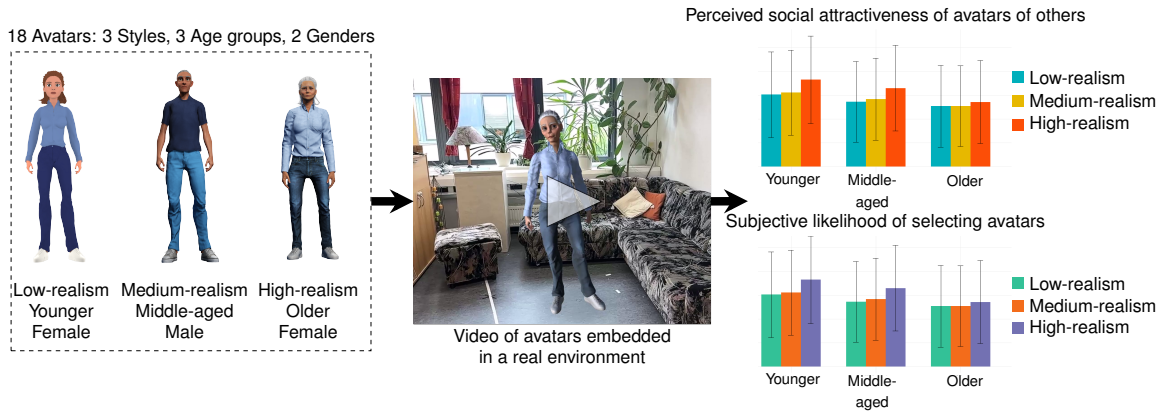 18 Avatars: 3 Styles, 3 Age groups, 2 Genders
Low-realism
Younger
Female
Medium-realism
Middle-aged
Male
High-realism
Older
Female
Video of avatars embedded
in a real environment
Perceived social attractiveness of avatars of others
Low-realism
Medium-realism
High-realism
Younger
Middle-
aged
Older
Subjective likelihood of selecting avatars
Low-realism
Medium-realism
High-realism
Younger
Middle-
aged
Older